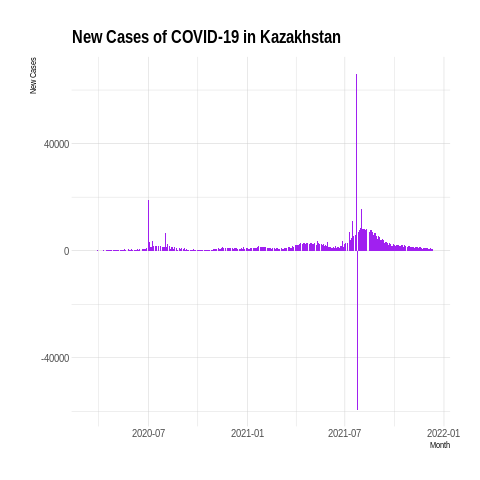 New Cases of COVID-19 in Kazakhstan
New Cases
40000
0
-40000
2020-07 2021-01 2021-07 2022-01
Month